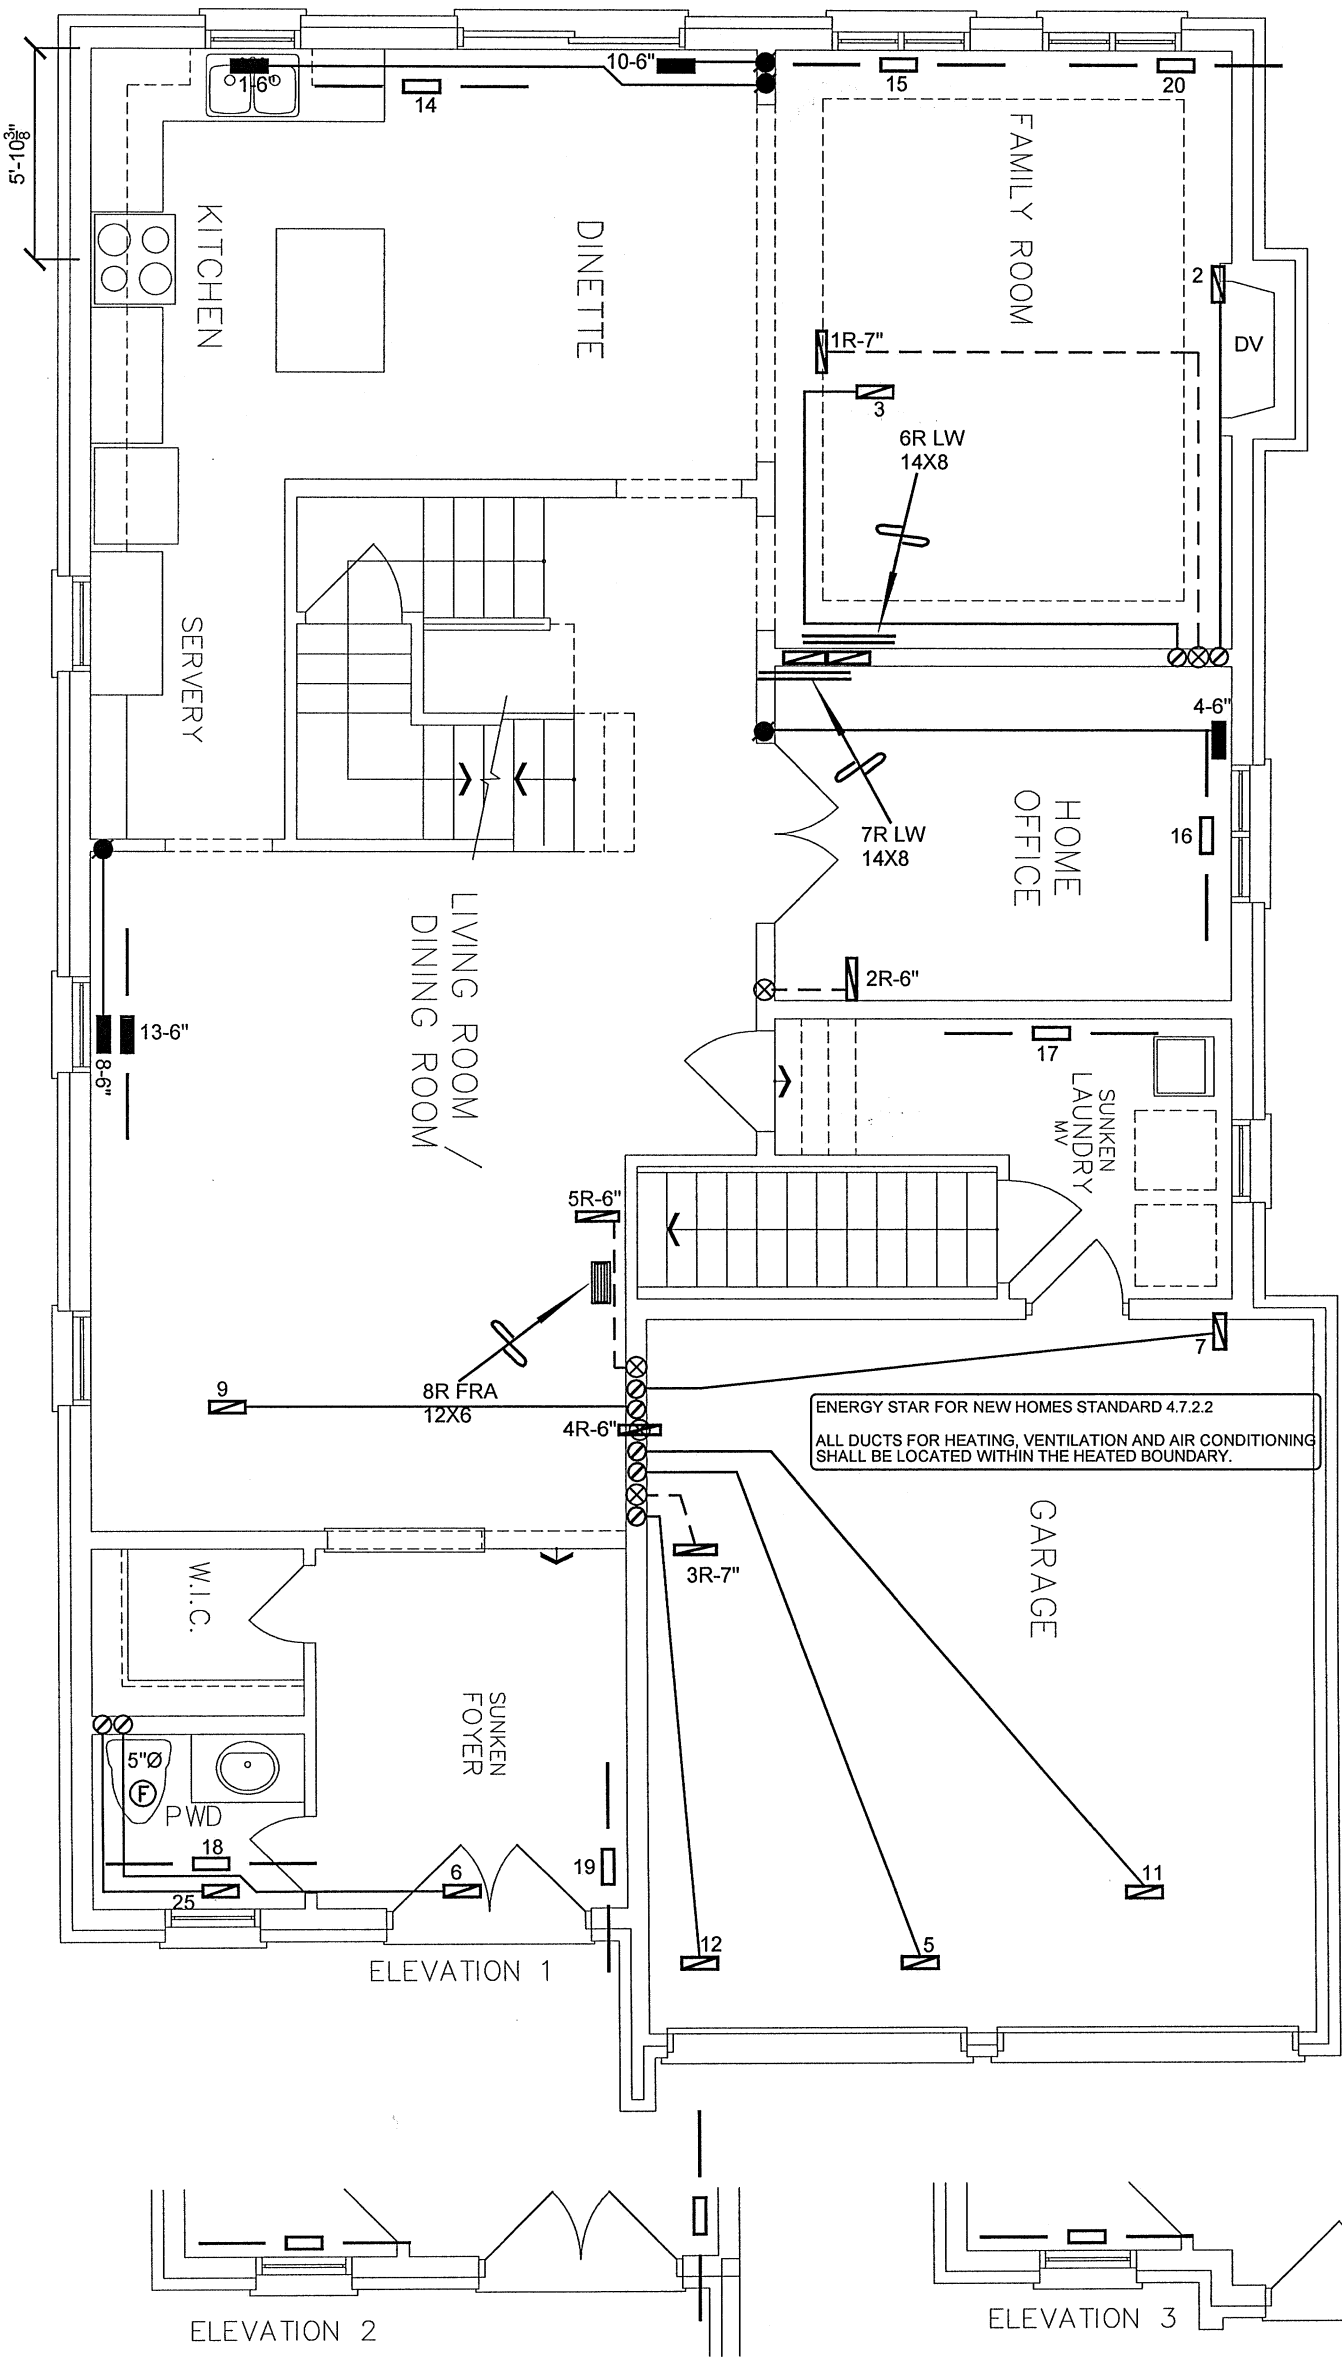 1-6"
10-6"
14
15
20
5'-10⅜"
KITCHEN
DINETTE
FAMILY ROOM
2
DV
1R-7"
3
6R LW
14X8
SERVERY
4-6"
HOME
OFFICE
16
7R LW
14X8
LIVING ROOM /
DINING ROOM
2R-6"
13-6"
8-6"
17
SUNKEN
LAUNDRY
MV
5R-6"
7
9
8R FRA
12X6
4R-6"
ENERGY STAR FOR NEW HOMES STANDARD 4.7.2.2
ALL DUCTS FOR HEATING, VENTILATION AND AIR CONDITIONING
SHALL BE LOCATED WITHIN THE HEATED BOUNDARY.
GARAGE
3R-7"
W.I.C.
SUNKEN
FOYER
5"Ø
F
PWD
18
19
6
25
11
12
5
ELEVATION 1
ELEVATION 2
ELEVATION 3